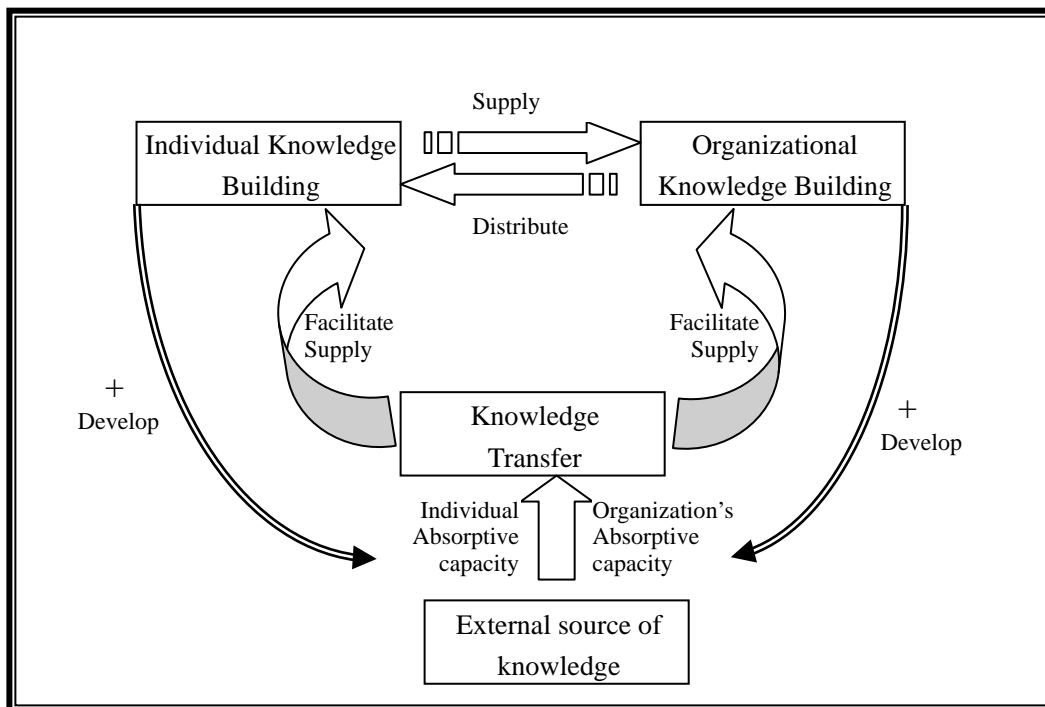 Supply
Individual Knowledge
Building
Organizational
Knowledge Building
Distribute
Facilitate
Supply
Facilitate
Supply
+
Develop
+
Develop
Knowledge
Transfer
Individual
Absorptive
capacity
Organization's
Absorptive
capacity
External source of
knowledge